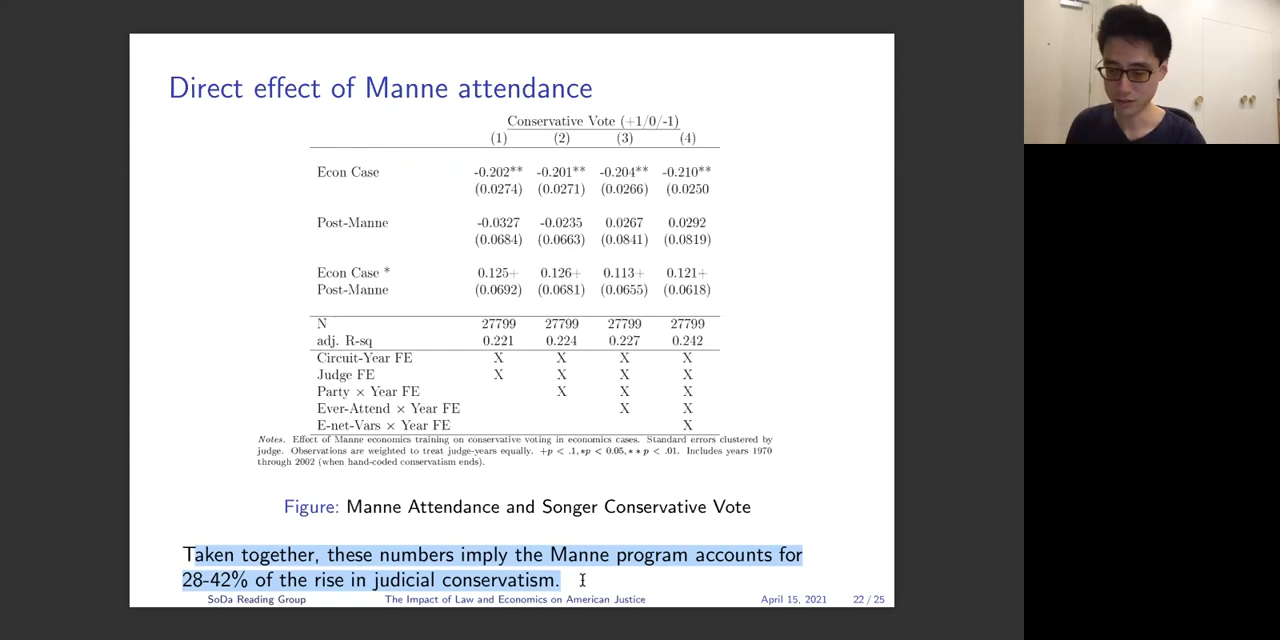 Direct effect of Manne attendance
Conservative Vote (+1/0/-1)
(1) (2) (3) (4)
Econ Case -0.202** -0.201** -0.204** -0.210**
(0.0274) (0.0271) (0.0266) (0.0250
Post-Manne -0.0327 -0.0235 0.0267 0.0292
(0.0684) (0.0663) (0.0841) (0.0819)
Econ Case * 0.125+ 0.126+ 0.113+ 0.121+
Post-Manne (0.0692) (0.0681) (0.0655) (0.0618)
N 27799 27799 27799 27799
adj. R-sq 0.221 0.224 0.227 0.242
Circuit-Year FE X X X X
Judge FE X X X X
Party × Year FE X X X
Ever-Attend × Year FE X X
E-net-Vars × Year FE X
Notes. Effect of Manne economics training on conservative voting in economics cases. Standard errors clustered by
judge. Observations are weighted to treat judge-years equally. +p < .1, *p < 0.05, ** p < .01. Includes years 1970
through 2002 (when hand-coded conservatism ends).
Figure: Manne Attendance and Songer Conservative Vote
Taken together, these numbers imply the Manne program accounts for
28-42% of the rise in judicial conservatism.
SoDa Reading Group The Impact of Law and Economics on American Justice April 15, 2021 22 / 25